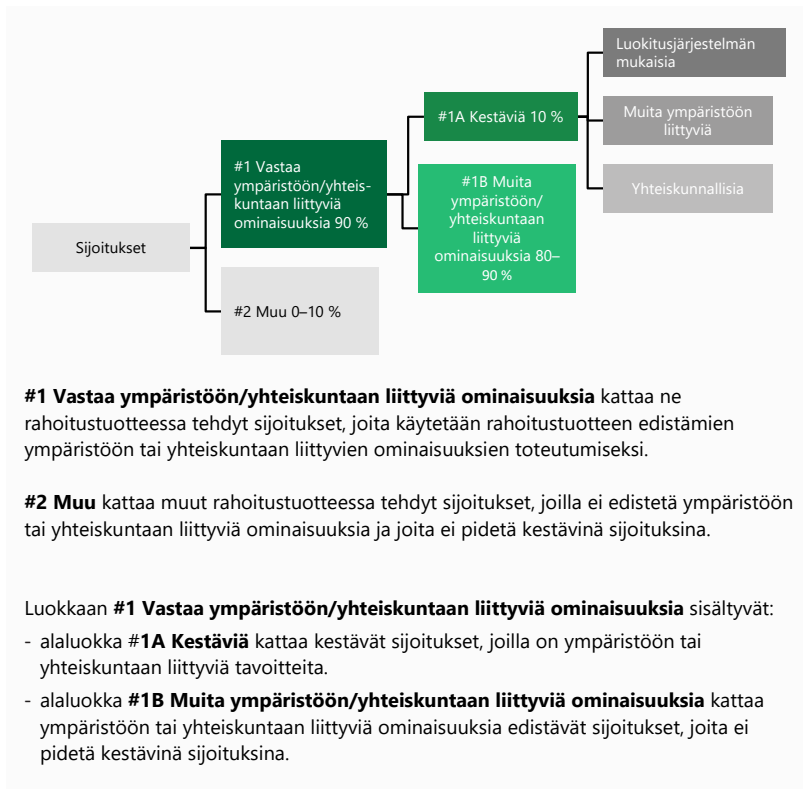 Luokitusjärjestelmän
mukaisia
#1A Kestäviä 10 %
Muita ympäristöön
liittyviä
#1 Vastaa
ympäristöön/yhteis-
kuntaan liittyviä
ominaisuuksia 90 %
#1B Muita
ympäristöön/
yhteiskuntaan
liittyviä
ominaisuuksia 80–
90 %
Yhteiskunnallisia
Sijoitukset
#2 Muu 0–10 %
#1 Vastaa ympäristöön/yhteiskuntaan liittyviä ominaisuuksia kattaa ne
rahoitustuotteessa tehdyt sijoitukset, joita käytetään rahoitustuotteen edistämien
ympäristöön tai yhteiskuntaan liittyvien ominaisuuksien toteutumiseksi.
#2 Muu kattaa muut rahoitustuotteessa tehdyt sijoitukset, joilla ei edistetä ympäristöön
tai yhteiskuntaan liittyviä ominaisuuksia ja joita ei pidetä kestävinä sijoituksina.
Luokkaan #1 Vastaa ympäristöön/yhteiskuntaan liittyviä ominaisuuksia sisältyvät:
- alaluokka #1A Kestäviä kattaa kestävät sijoitukset, joilla on ympäristöön tai
yhteiskuntaan liittyviä tavoitteita.
- alaluokka #1B Muita ympäristöön/yhteiskuntaan liittyviä ominaisuuksia kattaa
ympäristöön tai yhteiskuntaan liittyviä ominaisuuksia edistävät sijoitukset, joita ei
pidetä kestävinä sijoituksina.